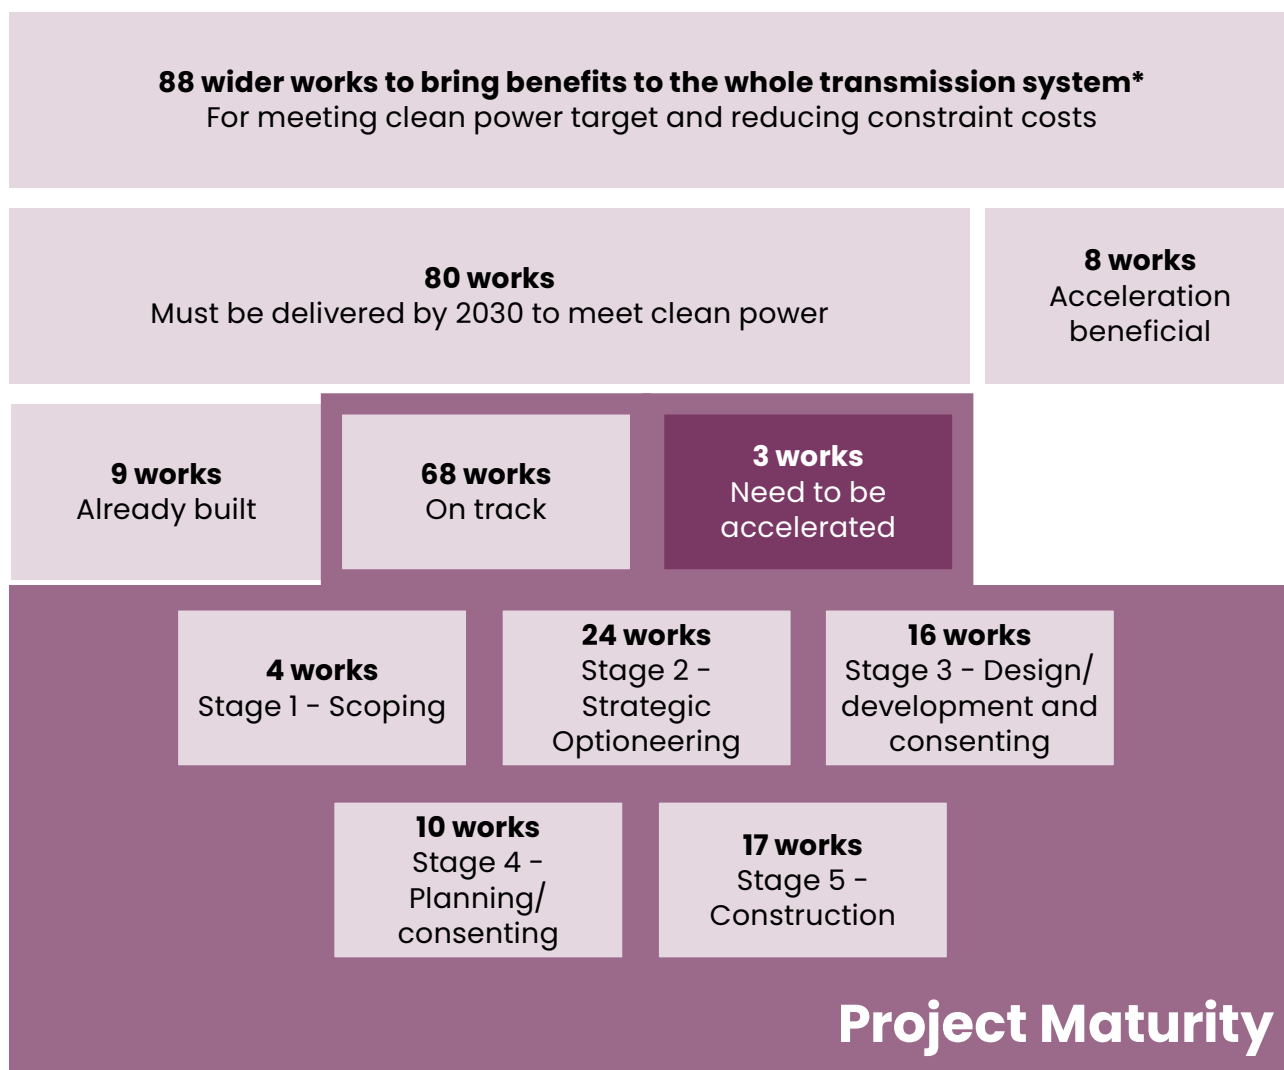 88 wider works to bring benefits to the whole transmission system*
For meeting clean power target and reducing constraint costs
80 works
Must be delivered by 2030 to meet clean power
8 works
Acceleration
beneficial
9 works
Already built
68 works
On track
3 works
Need to be
accelerated
4 works
Stage 1 - Scoping
24 works
Stage 2 -
Strategic
Optioneering
16 works
Stage 3 - Design/
development and
consenting
10 works
Stage 4 -
Planning/
consenting
17 works
Stage 5 -
Construction
Project Maturity